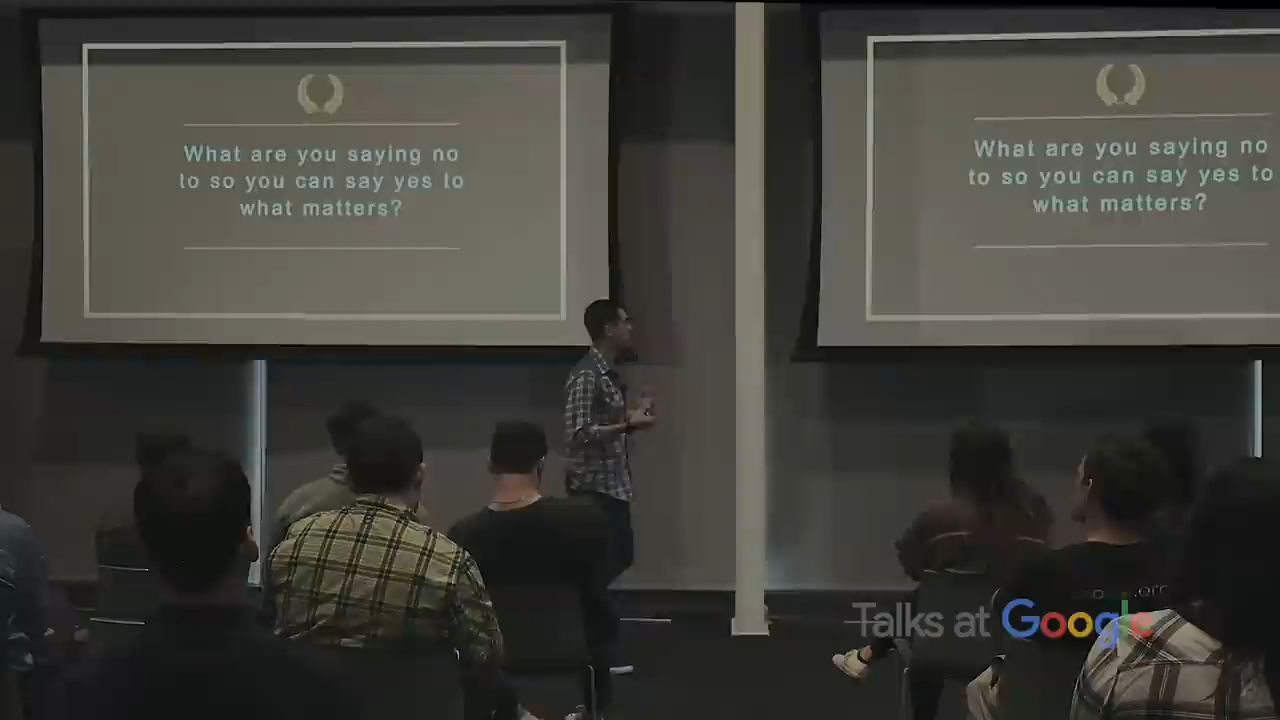 What are you saying no
to so you can say yes to
what matters?
What are you saying no
to so you can say yes to
what matters?
Talks at Google